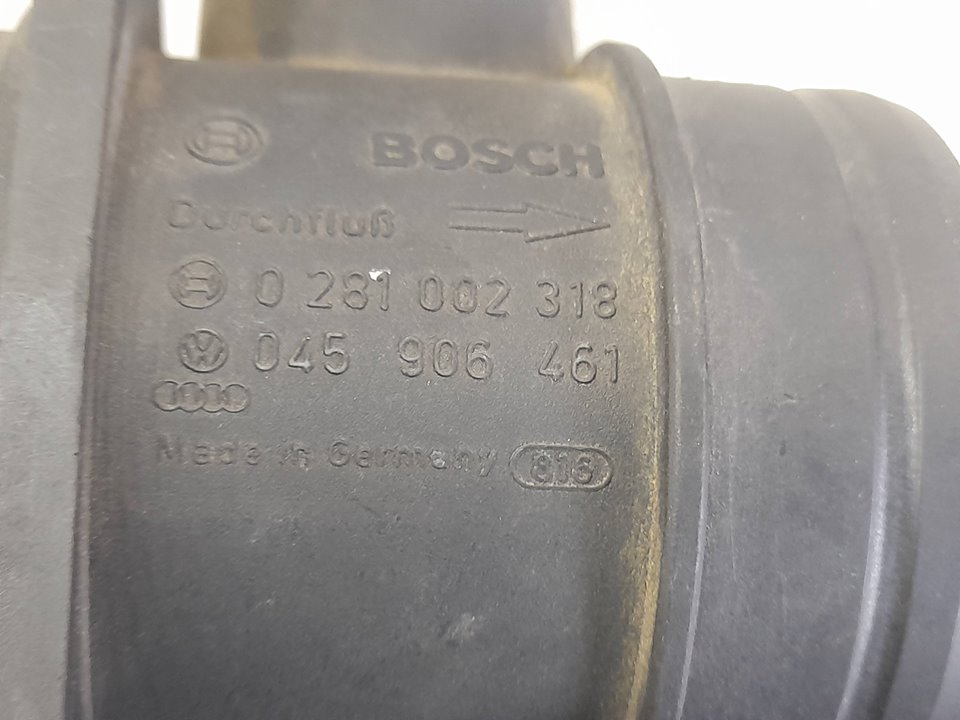 BOSCH
Durchfluß
0 281 002 318
045 906 461
Made in Germany 816